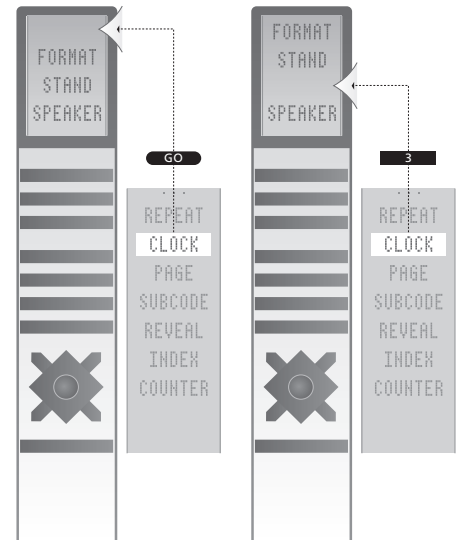 FORMAT
STAND
SPEAKER
GO
REPEAT
CLOCK
PAGE
SUBCODE
REVEAL
INDEX
COUNTER
FORMAT
STAND
SPEAKER
3
REPEAT
CLOCK
PAGE
SUBCODE
REVEAL
INDEX
COUNTER